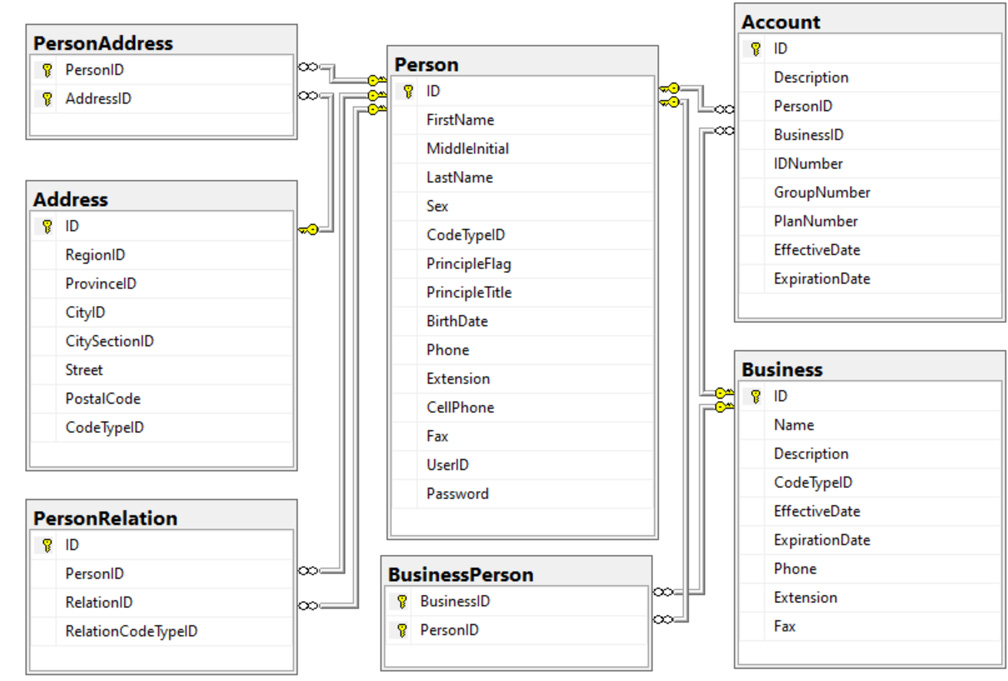 PersonAddress
PersonID
AddressID
Address
ID
RegionID
ProvinceID
CityID
CitySectionID
Street
PostalCode
CodeTypeID
PersonRelation
ID
PersonID
RelationID
RelationCodeTypeID
Person
ID
FirstName
MiddleInitial
LastName
Sex
CodeTypeID
PrincipleFlag
PrincipleTitle
BirthDate
Phone
Extension
CellPhone
Fax
UserID
Password
BusinessPerson
BusinessID
PersonID
Account
ID
Description
PersonID
BusinessID
IDNumber
GroupNumber
PlanNumber
EffectiveDate
ExpirationDate
Business
ID
Name
Description
CodeTypeID
EffectiveDate
ExpirationDate
Phone
Extension
Fax